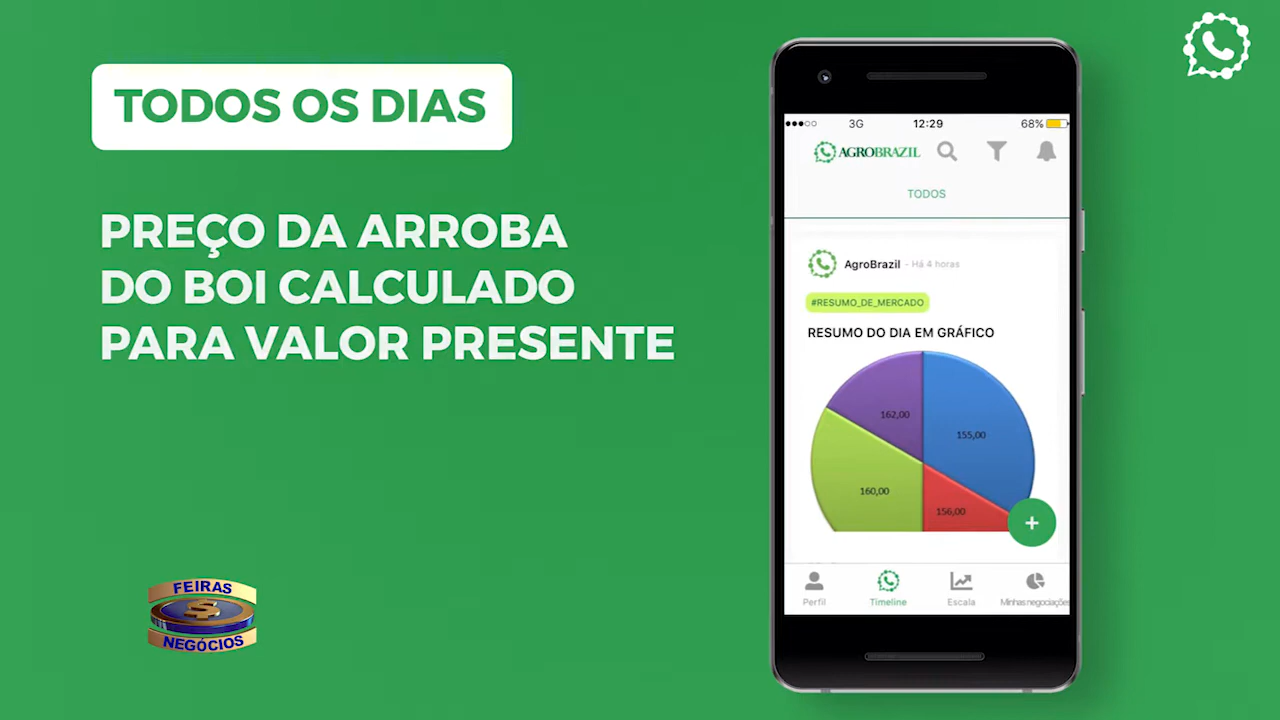 TODOS OS DIAS
PREÇO DA ARROBA
DO BOI CALCULADO
PARA VALOR PRESENTE
3G 12:29 68%
AGROBRAZIL
TODOS
AgroBrazil - Há 4 horas
#RESUMO_DE_MERCADO
RESUMO DO DIA EM GRÁFICO
162,00
155,00
160,00
156,00
+
Perfil Timeline Escala Minhas negociações
FEIRAS
$
NEGÓCIOS